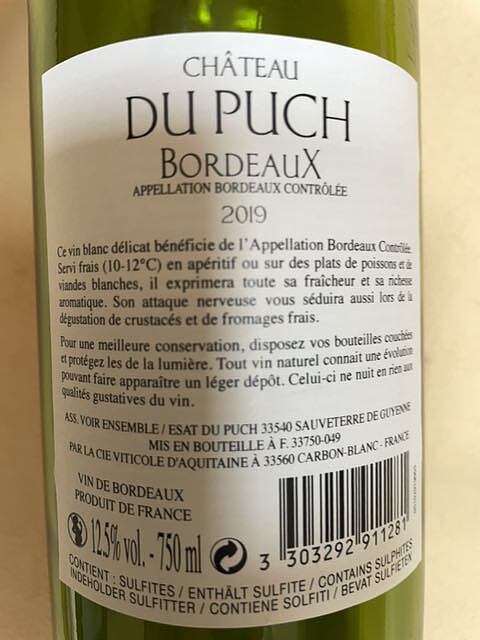 CHÂTEAU
DU PUCH
BORDEAUX
APPELLATION BORDEAUX CONTRÔLÉE
2019
Ce vin blanc délicat bénéficie de l'Appellation Bordeaux Contrôlée.
Servi frais (10-12°C) en apéritif ou sur des plats de poissons et de
viandes blanches, il exprimera toute sa fraîcheur et sa richesse
aromatique. Son attaque nerveuse vous séduira aussi lors de la
dégustation de crustacés et de fromages frais.
Pour une meilleure conservation, disposez vos bouteilles couchées
et protégez les de la lumière. Tout vin naturel connait une évolution
pouvant faire apparaître un léger dépôt. Celui-ci ne nuit en rien aux
qualités gustatives du vin.
ASS. VOIR ENSEMBLE / ESAT DU PUCH 33540 SAUVETERRE DE GUYENNE
MIS EN BOUTEILLE À F. 33750-049
PAR LA CIE VITICOLE D'AQUITAINE À 33560 CARBON-BLANC - FRANCE
VIN DE BORDEAUX
PRODUIT DE FRANCE
12.5% vol. - 750 ml
3 303292 911281
CONTIENT : SULFITES / ENTHÄLT SULFITE / CONTAINS SULPHITES
INDEHOLDER SULFITTER / CONTIENE SOLFITI / BEVAT SULFIETEN